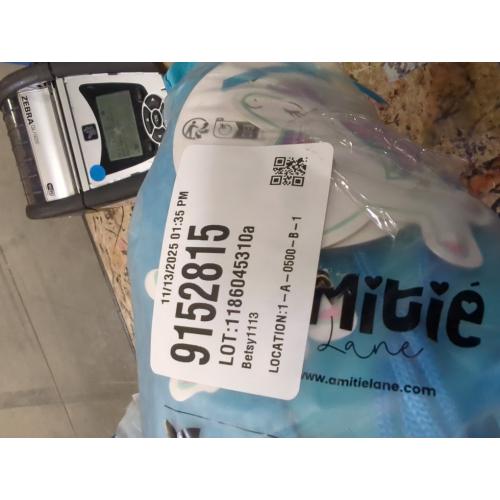 ZEBRA
11/13/2025 01:35 PM
9152815
LOT:1186045310a
Betsy1113
LOCATION:1-A-0500-B-1
Mitié
Lane
www.amitielane.com